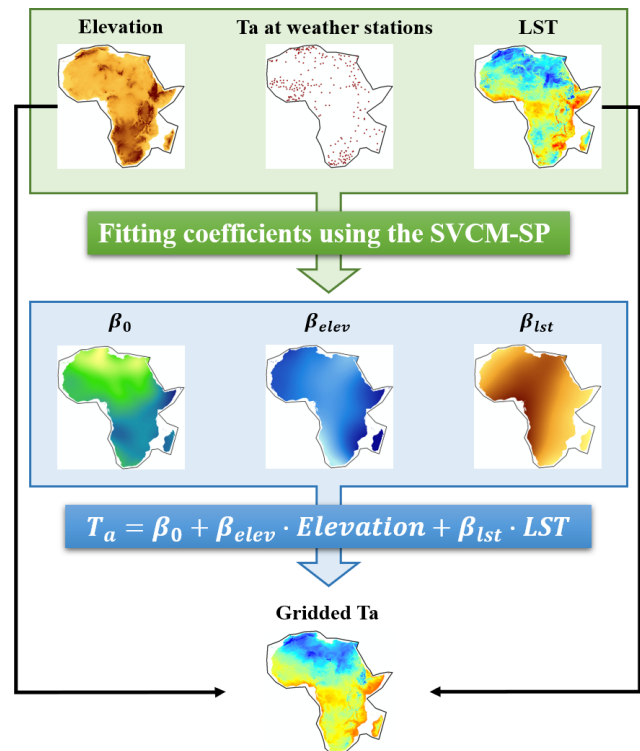 Elevation
Ta at weather stations
LST
Fitting coefficients using the SVCM-SP
β₀
βₑₗₑᵥ
βₗₛₜ
Tₐ = β₀ + βₑₗₑᵥ · Elevation + βₗₛₜ · LST
Gridded Ta